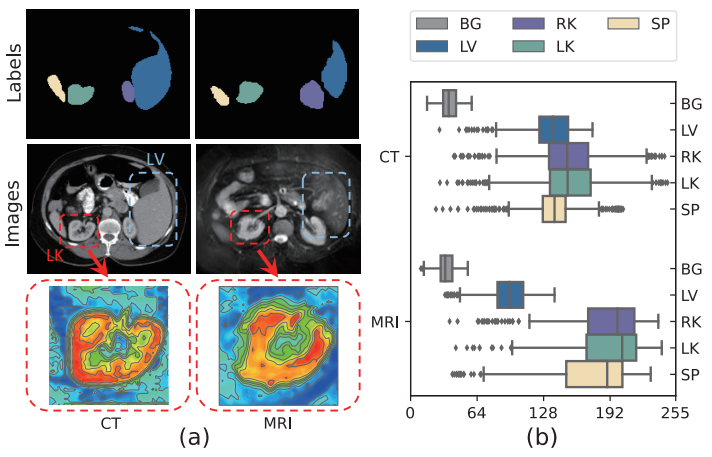 Labels
Images
LV
LK
CT
MRI
(a)
BG
RK
SP
LV
LK
CT
BG
LV
RK
LK
SP
MRI
BG
LV
RK
LK
SP
0
64
128
192
255
(b)